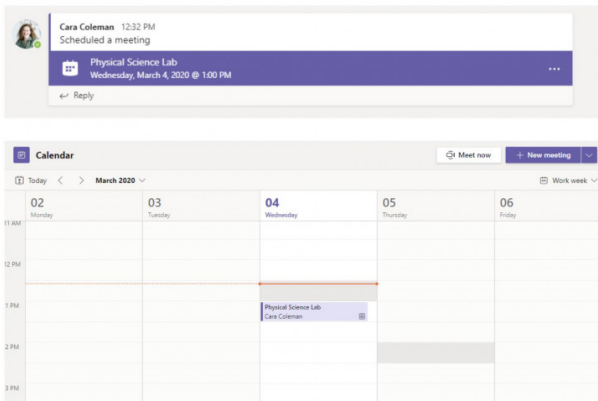 Cara Coleman 12:32 PM
Scheduled a meeting
Physical Science Lab
Wednesday, March 4, 2020 @ 1:00 PM
Reply
Calendar
Meet now
New meeting
Today
March 2020
Work week
02
Monday
03
Tuesday
04
Wednesday
05
Thursday
06
Friday
11 AM
12 PM
1 PM
Physical Science Lab
Cara Coleman
2 PM
3 PM